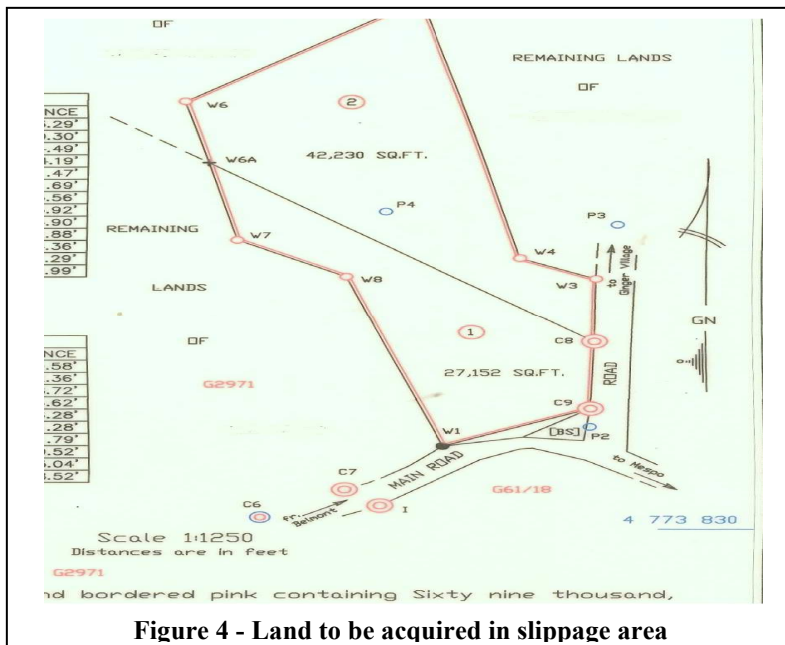 OF
REMAINING LANDS
OF
W6
2
NCE
.29'
.30'
.49'
.19'
.47'
.69'
.56'
.92'
.90'
.88'
.36'
.29'
.99'
W6A
42,230 SQ.FT.
P4
P3
REMAINING
W7
W4
W3
to
Ginger Village
LANDS
W8
OF
1
C8
GN
NCE
.58'
.36'
.72'
.62'
.28'
.28'
.79'
.52'
.04'
.52'
G2971
27,152 SQ.FT.
ROAD
C9
W1
[BS]
P2
MAIN ROAD
to Mespo
C7
G61/18
C6
fr.
Belmont
I
4 773 830
Scale 1:1250
Distances are in feet
G2971
nd bordered pink containing Sixty nine thousand,
Figure 4 - Land to be acquired in slippage area